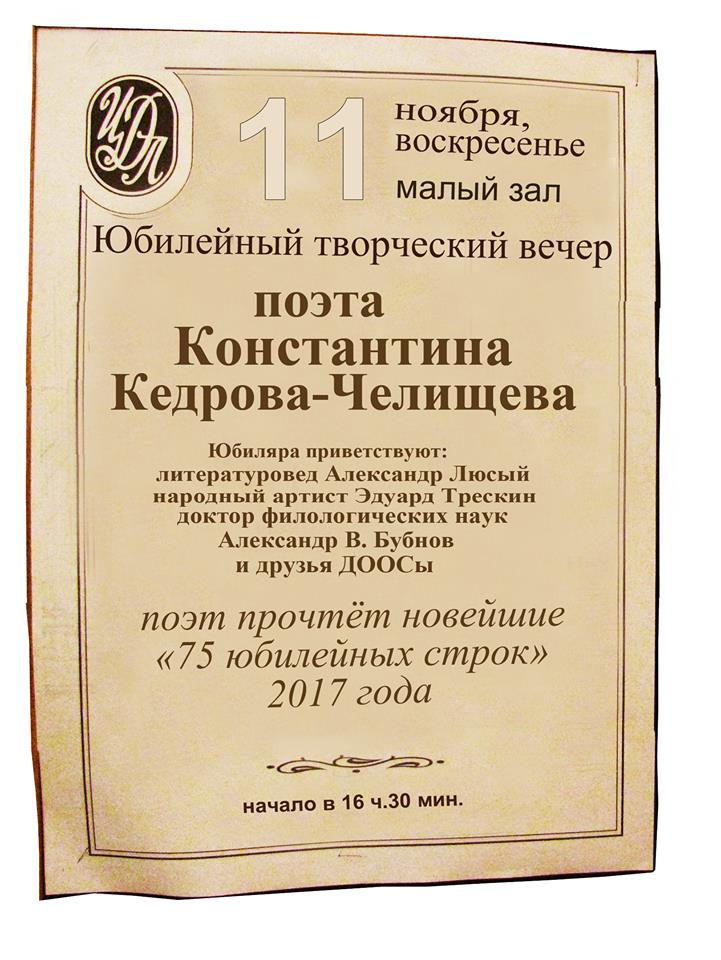 ЦДЛ
11
ноября,
воскресенье
малый зал
Юбилейный творческий вечер
поэта
Константина
Кедрова-Челищева
Юбиляра приветствуют:
литературовед Александр Люсый
народный артист Эдуард Трескин
доктор филологических наук
Александр В. Бубнов
и друзья ДООСы
поэт прочтёт новейшие
«75 юбилейных строк»
2017 года
начало в 16 ч.30 мин.